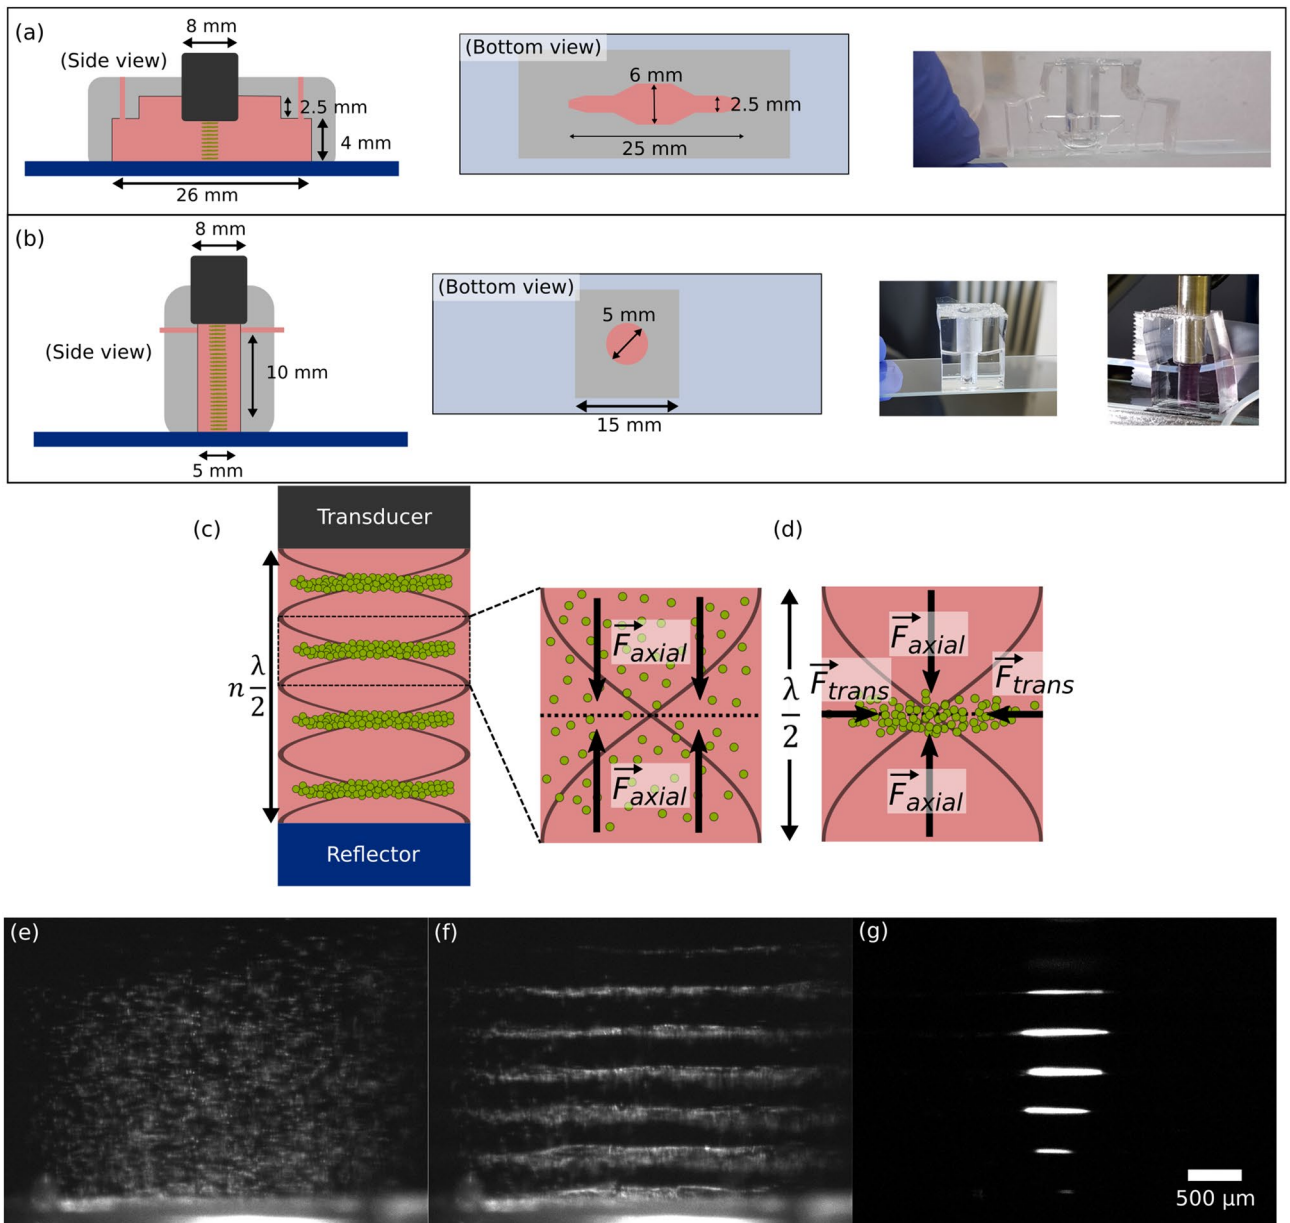 (a)
8 mm
(Side view)
2.5 mm
4 mm
26 mm
(Bottom view)
6 mm
2.5 mm
25 mm
(b)
8 mm
(Side view)
10 mm
5 mm
(Bottom view)
5 mm
15 mm
(c)
Transducer
n λ/2
Reflector
F⃗axial
F⃗axial
λ/2
(d)
F⃗axial
F⃗trans
F⃗trans
F⃗axial
(e)
(f)
(g)
500 µm